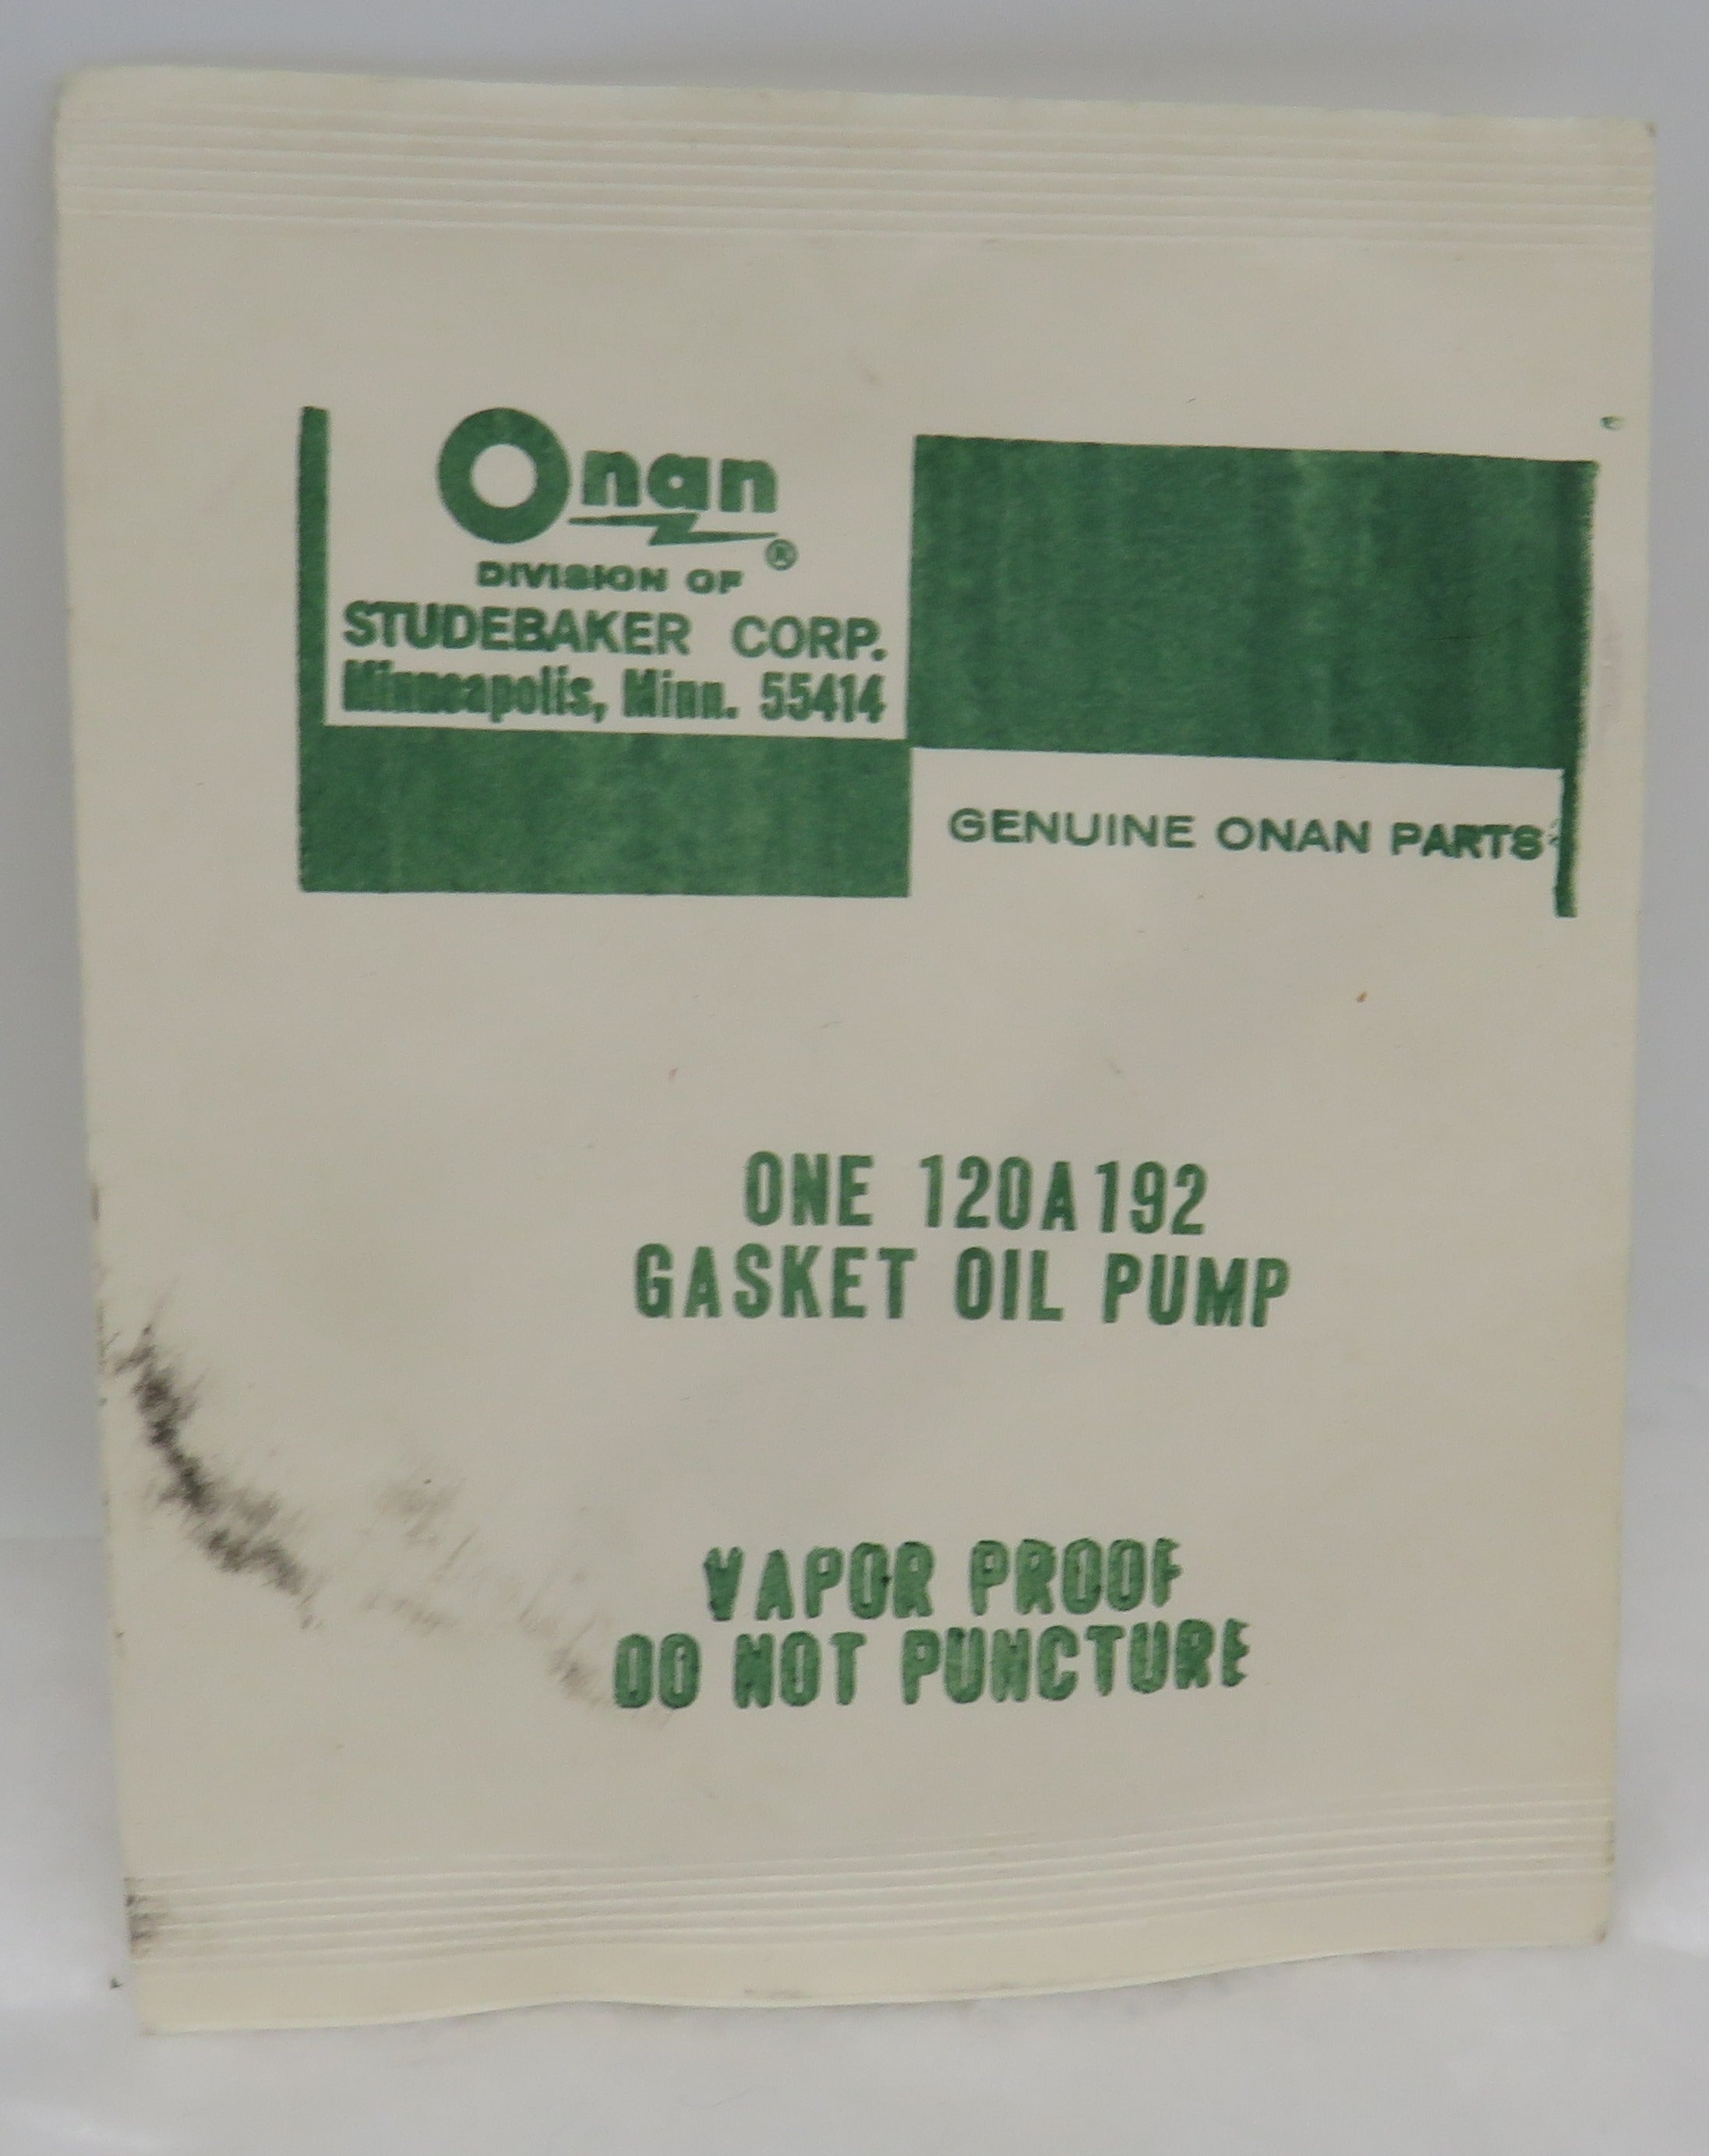 Onan
®
DIVISION OF
STUDEBAKER CORP.
Minneapolis, Minn. 55414
GENUINE ONAN PARTS
ONE 120A192
GASKET OIL PUMP
VAPOR PROOF
DO NOT PUNCTURE